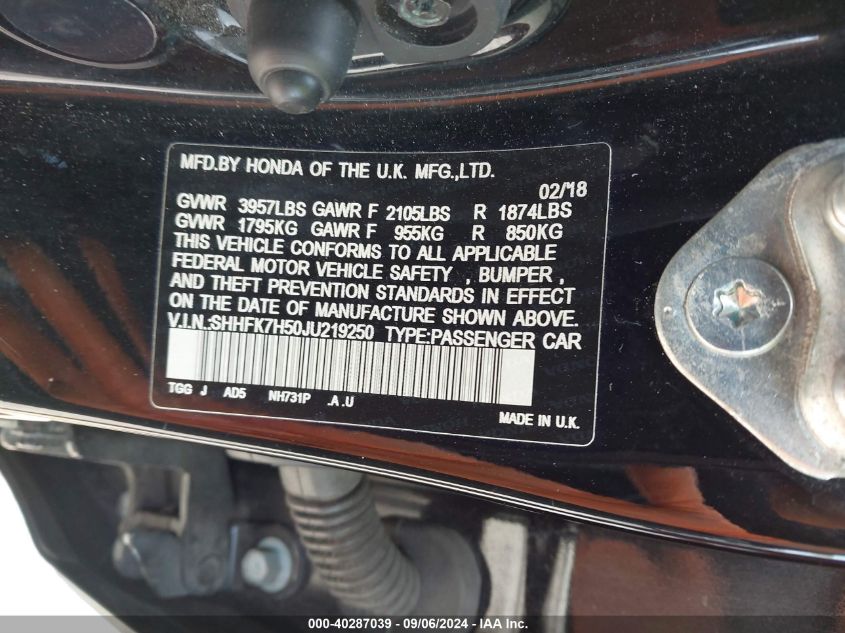 MFD.BY HONDA OF THE U.K. MFG.,LTD.
02/'18
GVWR 3957LBS GAWR F 2105LBS R 1874LBS
GVWR 1795KG GAWR F 955KG R 850KG
THIS VEHICLE CONFORMS TO ALL APPLICABLE
FEDERAL MOTOR VEHICLE SAFETY , BUMPER ,
AND THEFT PREVENTION STANDARDS IN EFFECT
ON THE DATE OF MANUFACTURE SHOWN ABOVE.
V.I.N.:SHHFK7H50JU219250 TYPE:PASSENGER CAR
TGG J AD5 NH731P .A .U
MADE IN U.K.
000-40287039 - 09/06/2024 - IAAI.COM